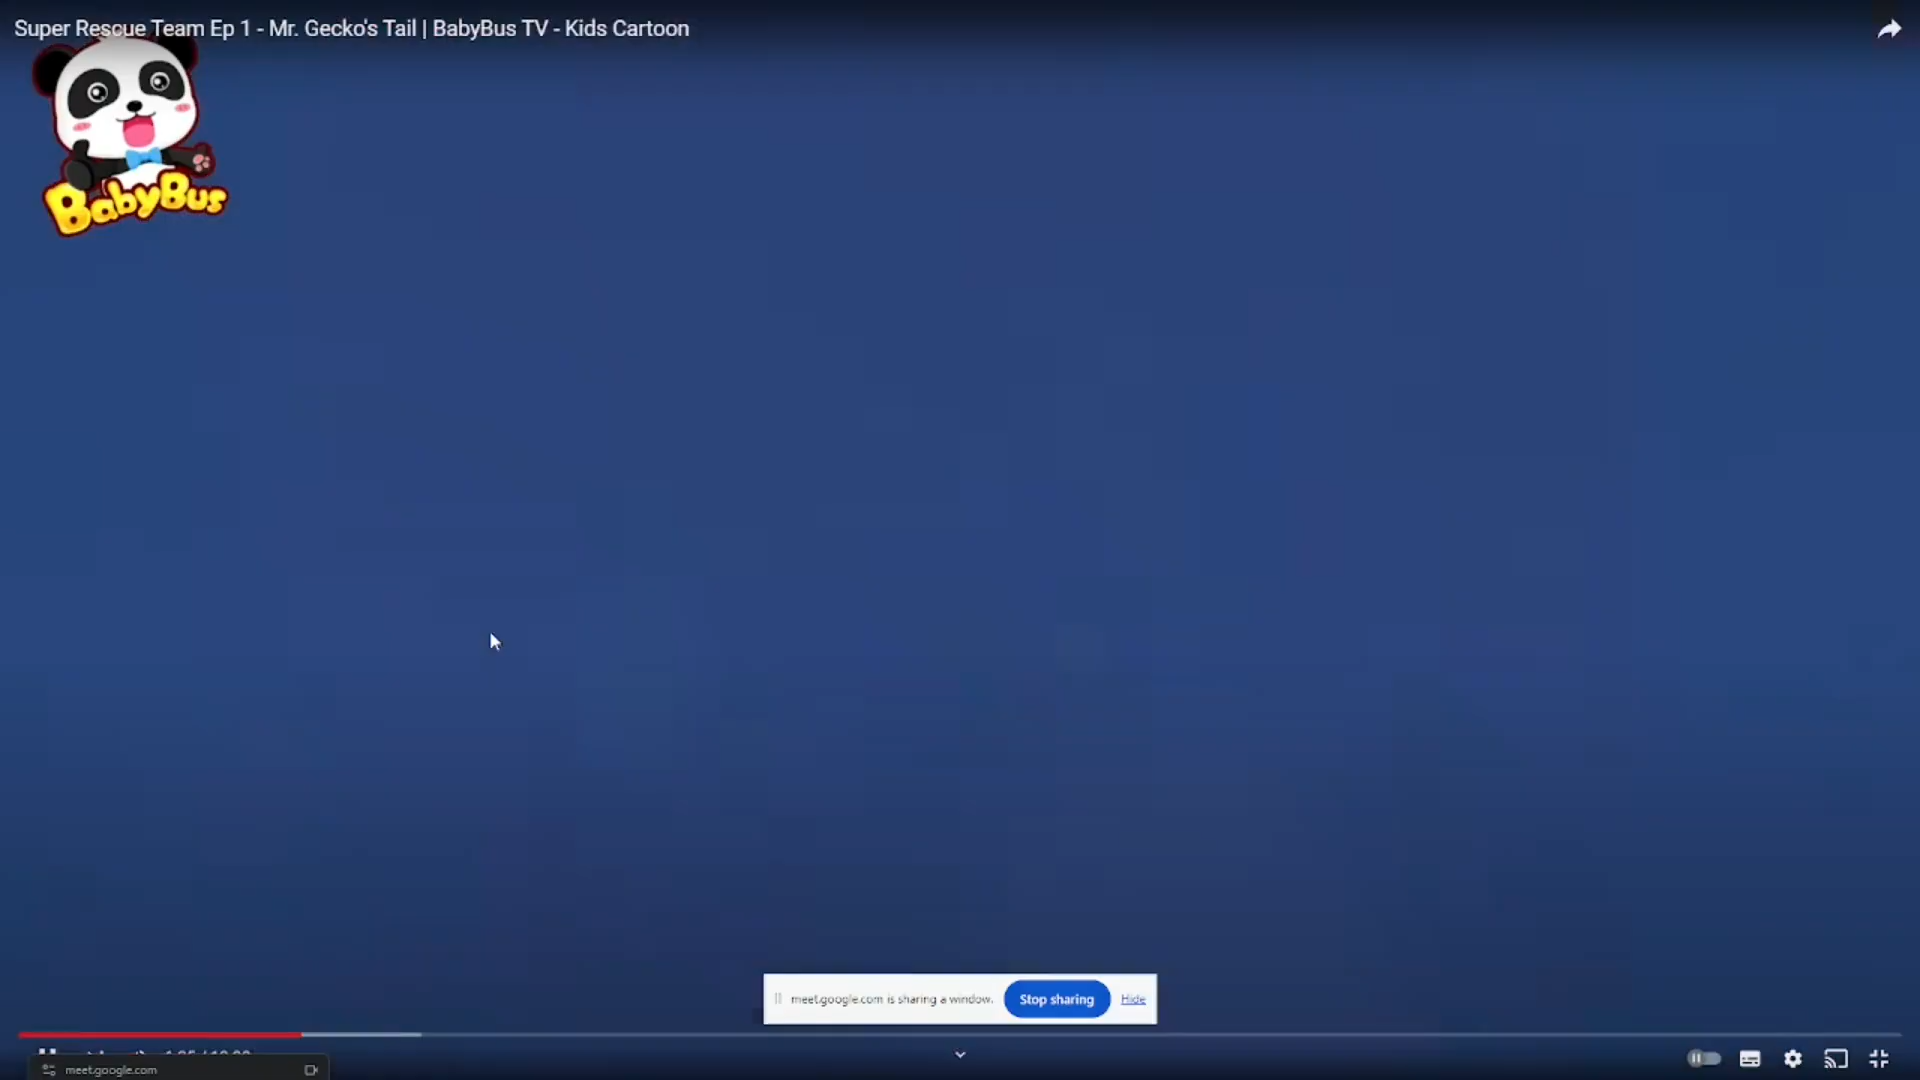 Super Rescue Team Ep 1 - Mr. Gecko's Tail | BabyBus TV - Kids Cartoon
BabyBus
meet.google.com is sharing a window. Stop sharing Hide
meet.google.com